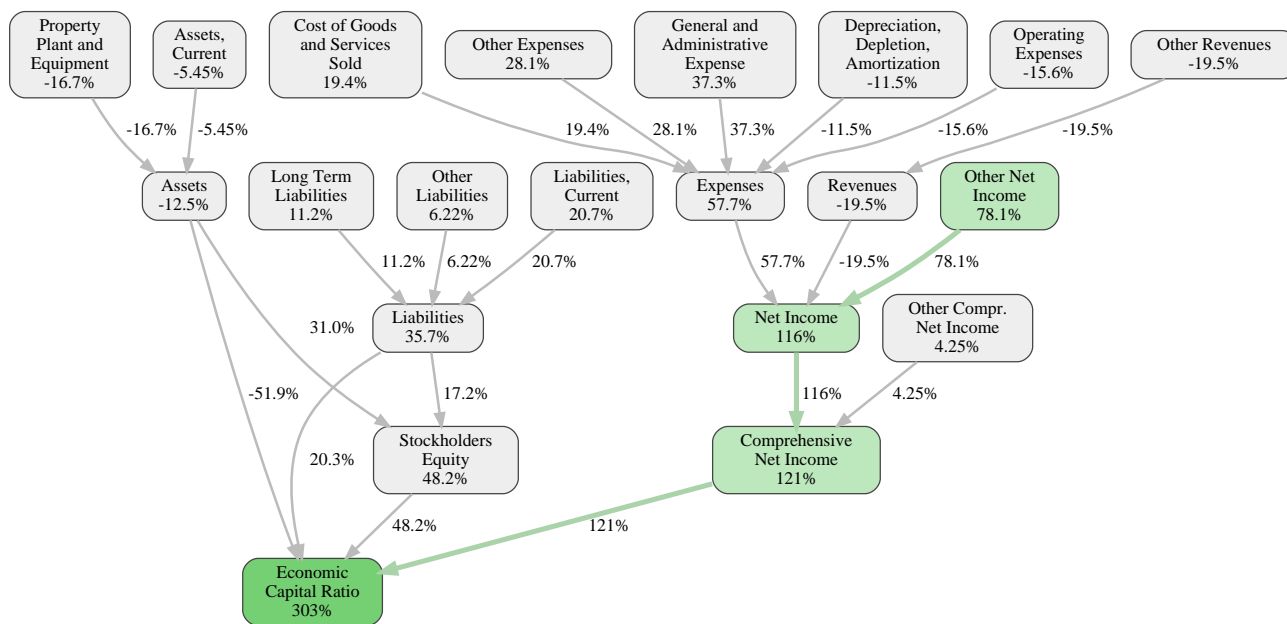 Property
Plant and
Equipment
-16.7%
Assets,
Current
-5.45%
Cost of Goods
and Services
Sold
19.4%
Other Expenses
28.1%
General and
Administrative
Expense
37.3%
Depreciation,
Depletion,
Amortization
-11.5%
Operating
Expenses
-15.6%
Other Revenues
-19.5%
-16.7%
-5.45%
19.4%
28.1%
37.3%
-11.5%
-15.6%
-19.5%
Assets
-12.5%
Long Term
Liabilities
11.2%
Other
Liabilities
6.22%
Liabilities,
Current
20.7%
Expenses
57.7%
Revenues
-19.5%
Other Net
Income
78.1%
11.2%
6.22%
20.7%
57.7%
-19.5%
78.1%
31.0%
Liabilities
35.7%
Net Income
116%
Other Compr.
Net Income
4.25%
-51.9%
17.2%
116%
4.25%
20.3%
Stockholders
Equity
48.2%
Comprehensive
Net Income
121%
48.2%
121%
Economic
Capital Ratio
303%